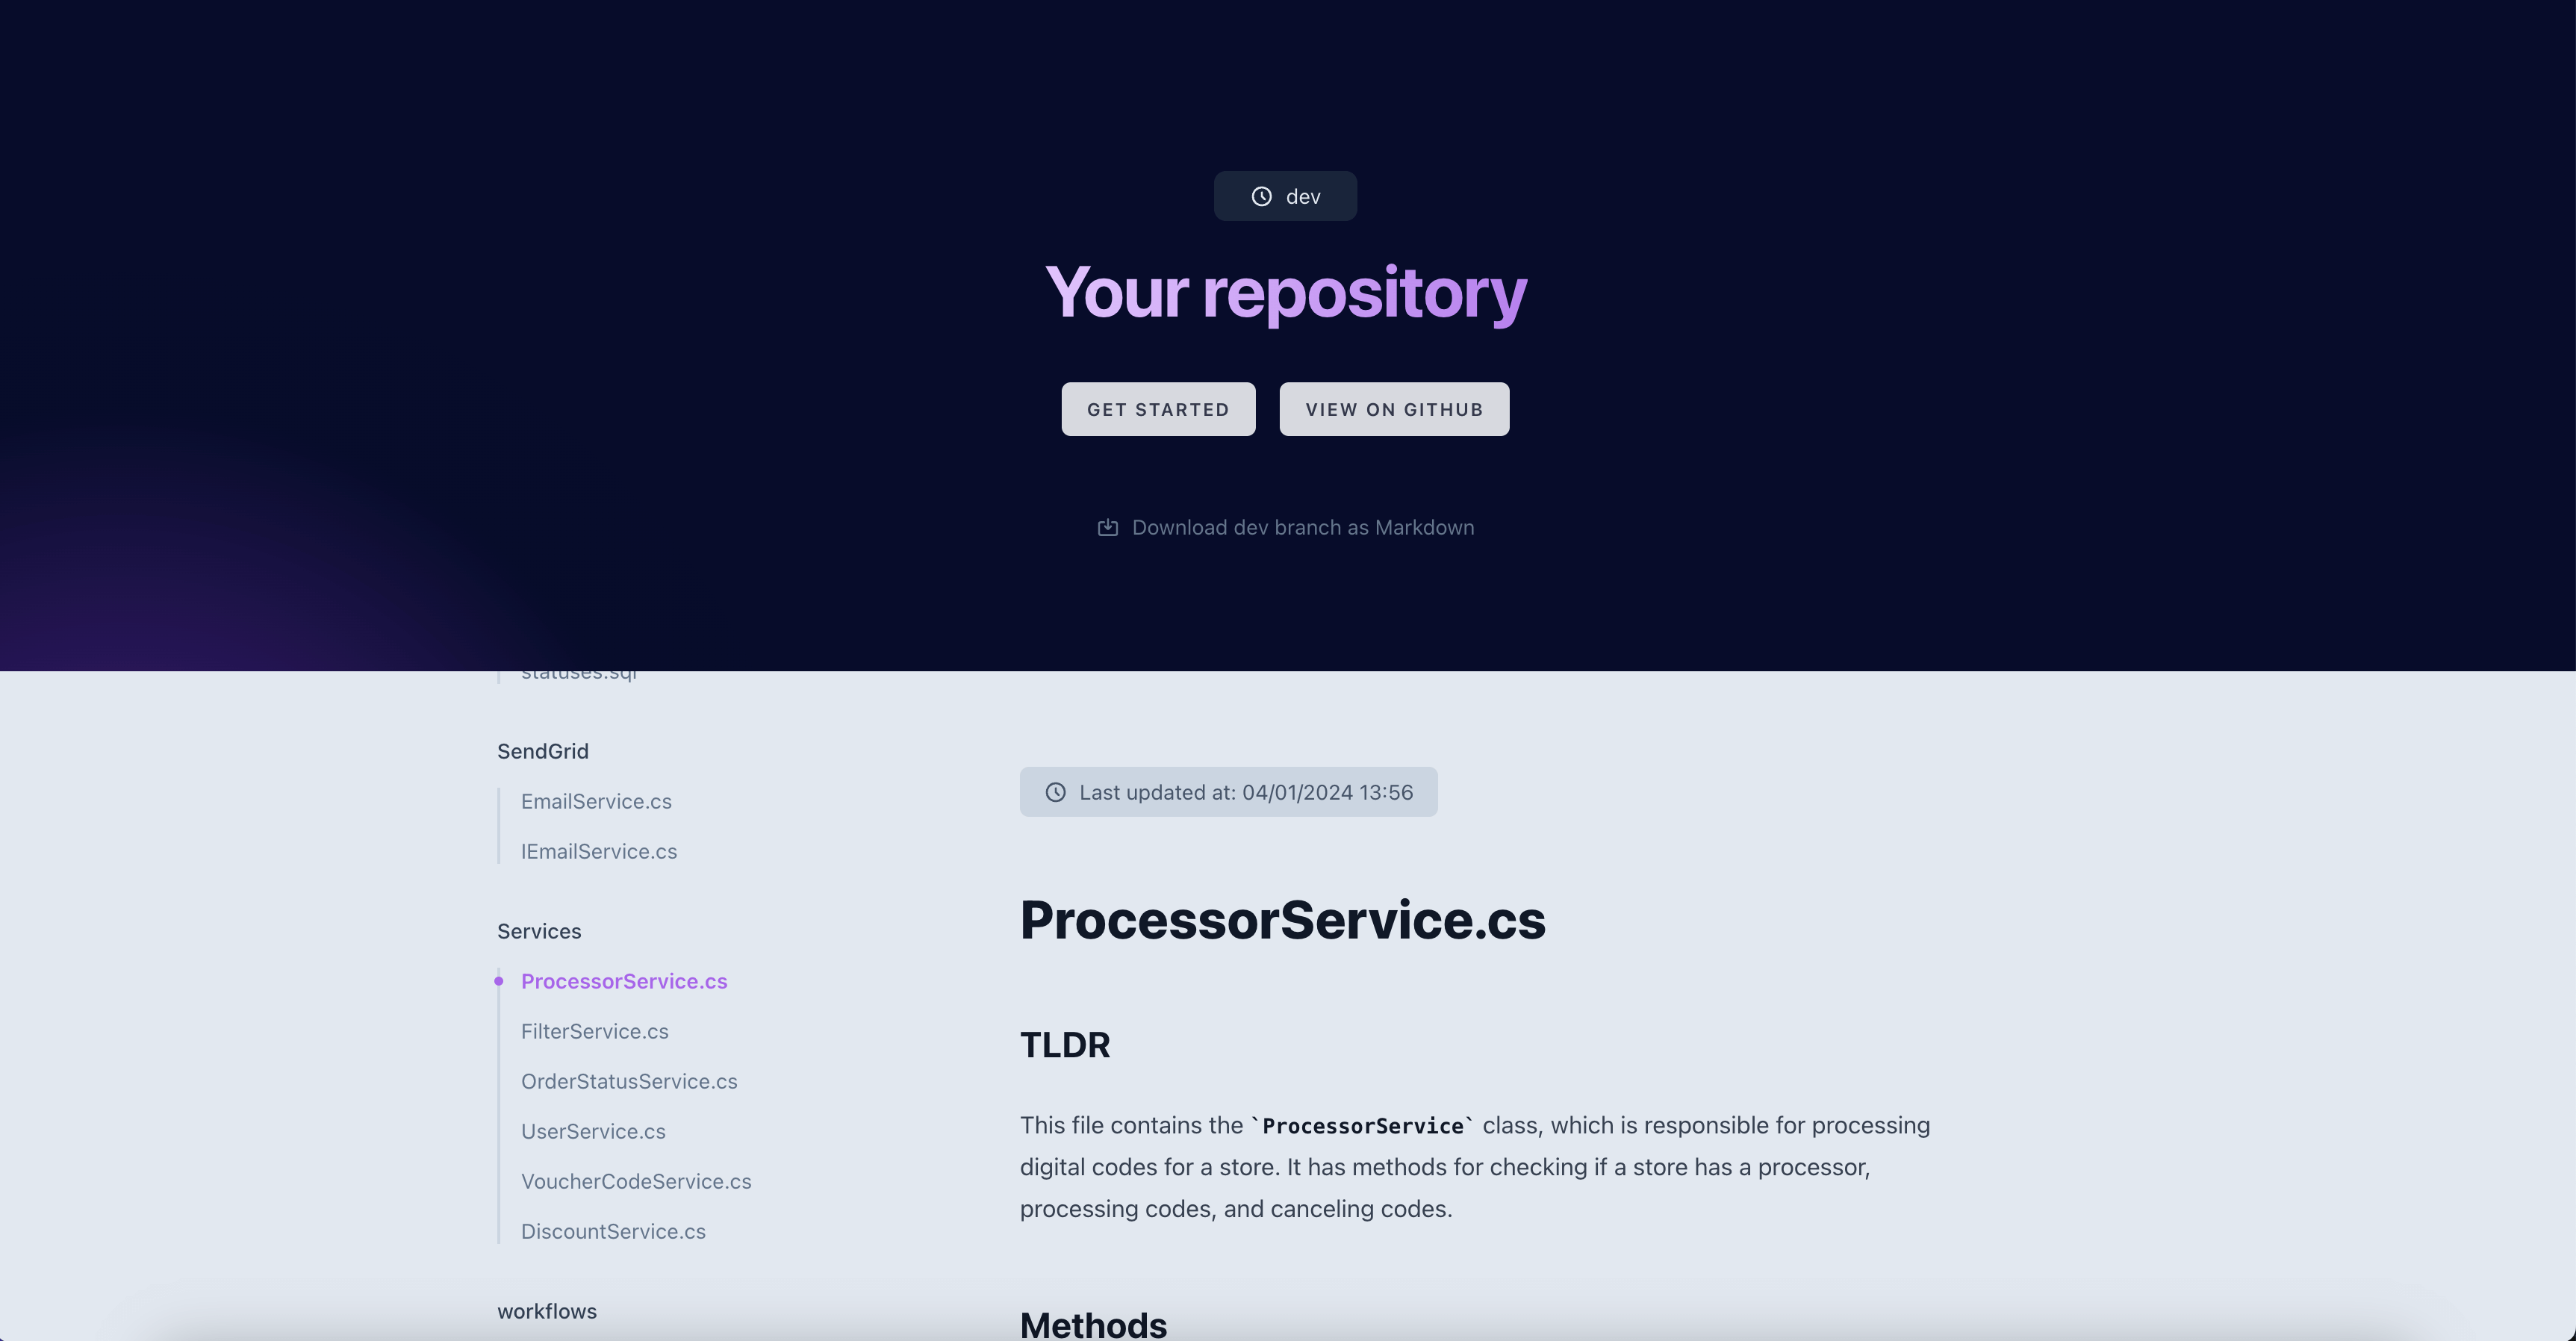 dev
Your repository
GET STARTED
VIEW ON GITHUB
Download dev branch as Markdown
statuses.sql
SendGrid
EmailService.cs
IEmailService.cs
Services
ProcessorService.cs
FilterService.cs
OrderStatusService.cs
UserService.cs
VoucherCodeService.cs
DiscountService.cs
workflows
Last updated at: 04/01/2024 13:56
ProcessorService.cs
TLDR
This file contains the `ProcessorService` class, which is responsible for processing
digital codes for a store. It has methods for checking if a store has a processor,
processing codes, and canceling codes.
Methods